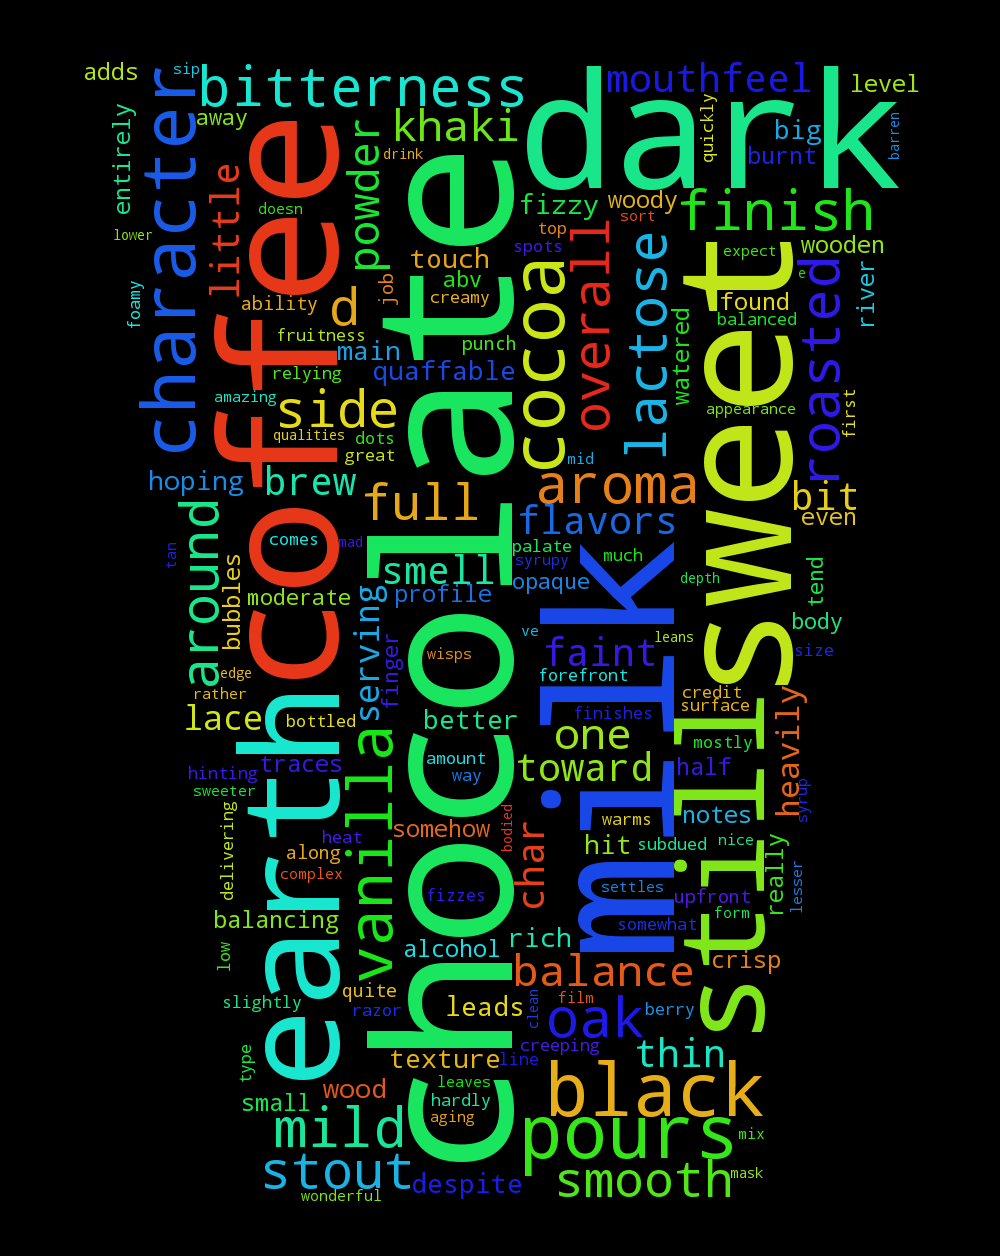 adds
sip
bitterness
dark
mouthfeel
level
entirely
character
away
coffee
powder
khaki
drink
chocolate
quickly
big
burnt
barren
little
doesn
lower
fizzy
woody
sort
finish
top
spots
overall
expect
wooden
touch
abv
creamy
job
cocoa
lactose
sweet
e
roasted
river
foamy
ability
d
found
balanced
fruitness
main
punch
watered
relying
quaffable
amazing
side
appearance
first
qualities
dots
great
mid
hoping
brew
full
aroma
bit
even
around
flavors
milk
comes
mad
smell
palate
syrupy
much
tan
bubbles
moderate
profile
opaque
depth
tend
serving
body
ve
leans
finger
wisps
faint
still
size
edge
rather
forefront
credit
surface
heavily
lace
bottled
better
finishes
earth
vanilla
one
mostly
hinting
traces
amount
way
toward
half
syrup
sweeter
delivering
heat
somehow
bodied
char
warms
notes
along
complex
hit
subdued
nice
really
lesser
fizzes
settles
upfront
form
balancing
somewhat
low
alcohol
rich
balance
crisp
quite
slightly
razor
leads
clean
film
oak
berry
type
texture
creeping
line
thin
small
wood
leaves
hardly
aging
black
mild
pours
mix
stout
despite
smooth
mask
wonderful